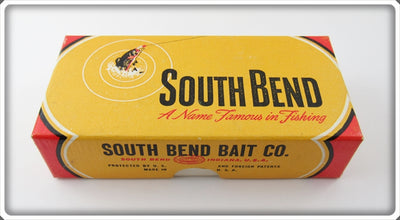 SOUTH BEND
A Name Famous in Fishing
SOUTH BEND BAIT CO.
SOUTH BEND INDIANA, U.S.A.
PROTECTED BY U.S. AND FOREIGN PATENTS
MADE IN U.S.A.